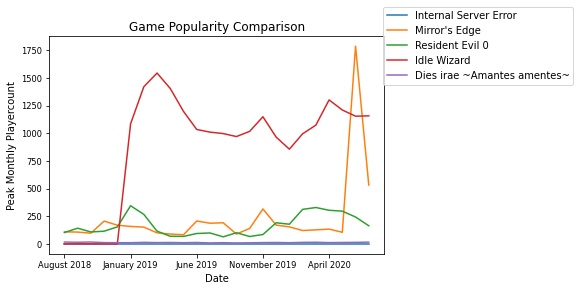 Game Popularity Comparison
Internal Server Error
Mirror's Edge
Resident Evil 0
Idle Wizard
Dies irae ~Amantes amentes~
Peak Monthly Playercount
1750
1500
1250
1000
750
500
250
0
August 2018
January 2019
June 2019
November 2019
April 2020
Date